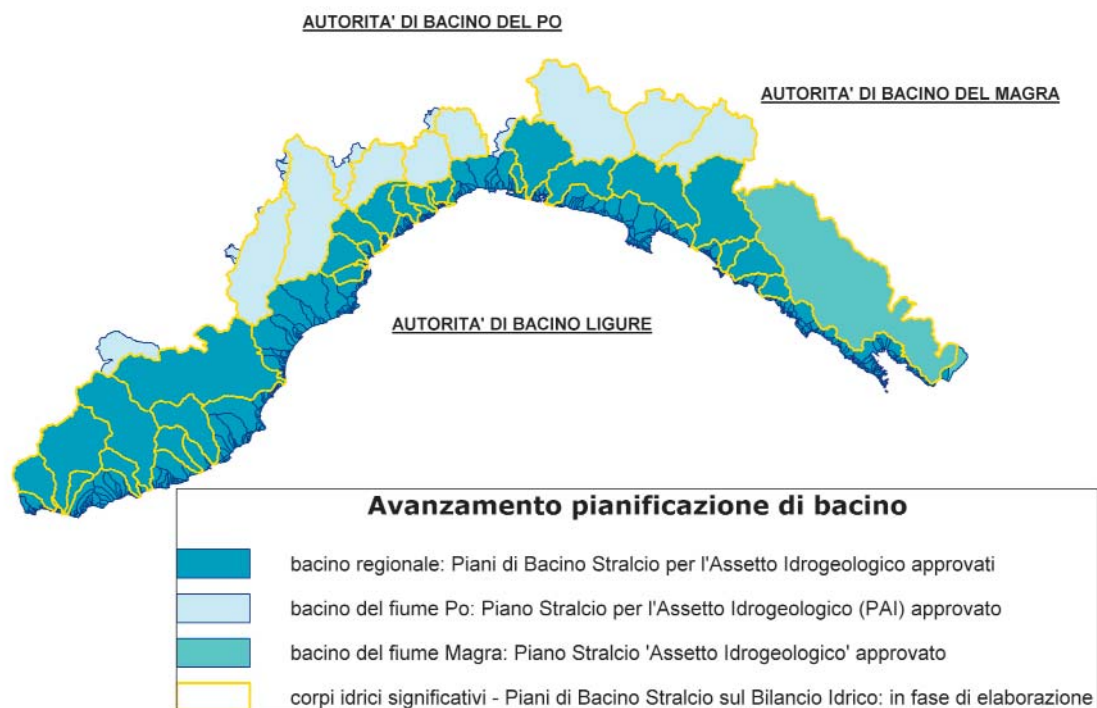 AUTORITA' DI BACINO DEL PO
AUTORITA' DI BACINO DEL MAGRA
AUTORITA' DI BACINO LIGURE
Avanzamento pianificazione di bacino
bacino regionale: Piani di Bacino Stralcio per l'Assetto Idrogeologico approvati
bacino del fiume Po: Piano Stralcio per l'Assetto Idrogeologico (PAI) approvato
bacino del fiume Magra: Piano Stralcio 'Assetto Idrogeologico' approvato
corpi idrici significativi - Piani di Bacino Stralcio sul Bilancio Idrico: in fase di elaborazione